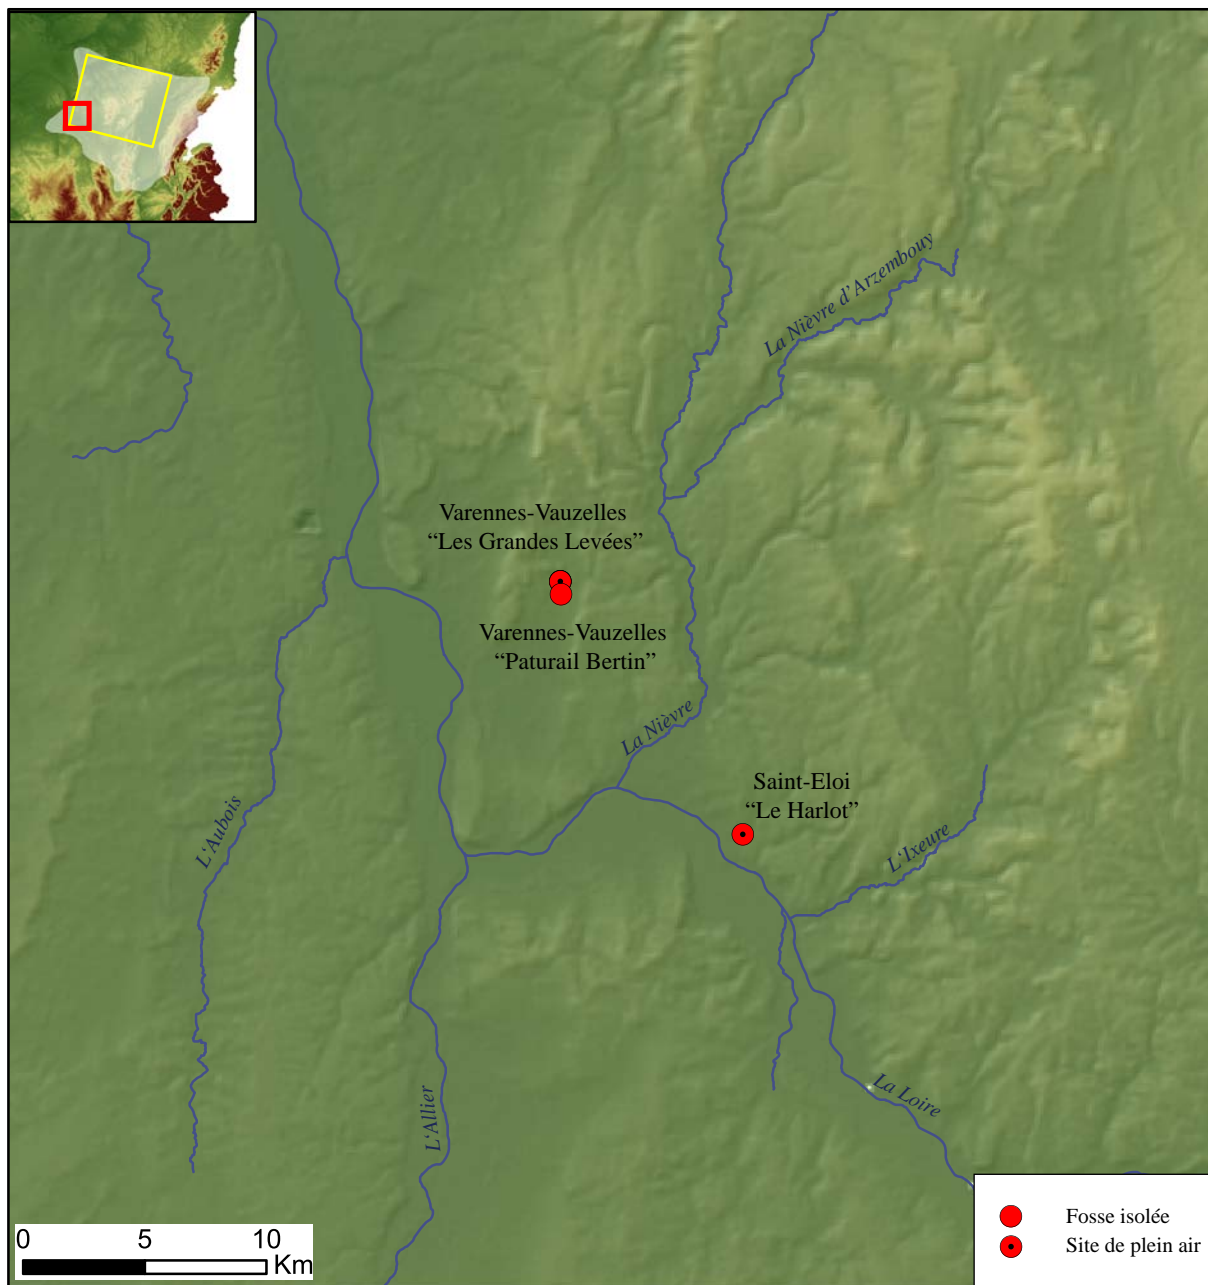 La Nièvre d'Arzembouy
Varennes-Vauzelles
“Les Grandes Levées”
Varennes-Vauzelles
“Paturail Bertin”
La Nièvre
Saint-Eloi
“Le Harlot”
L'Aubois
L'Ixeure
La Loire
L'Allier
0 5 10
Km
Fosse isolée
Site de plein air